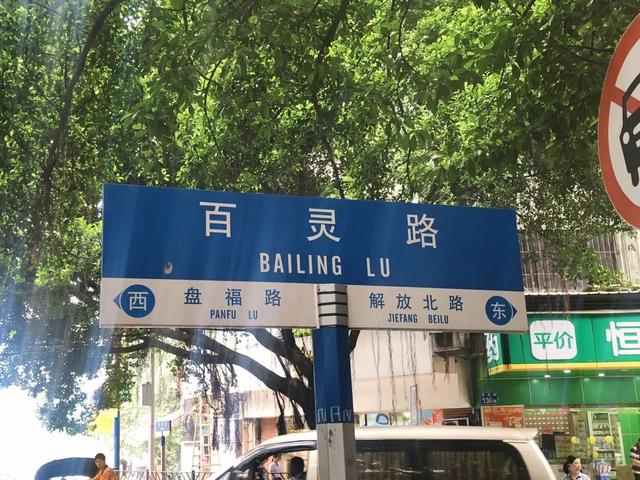 百灵路
BAILING LU
西 盘福路 解放北路 东
PANFU LU JIEFANG BEILU
平价
恒